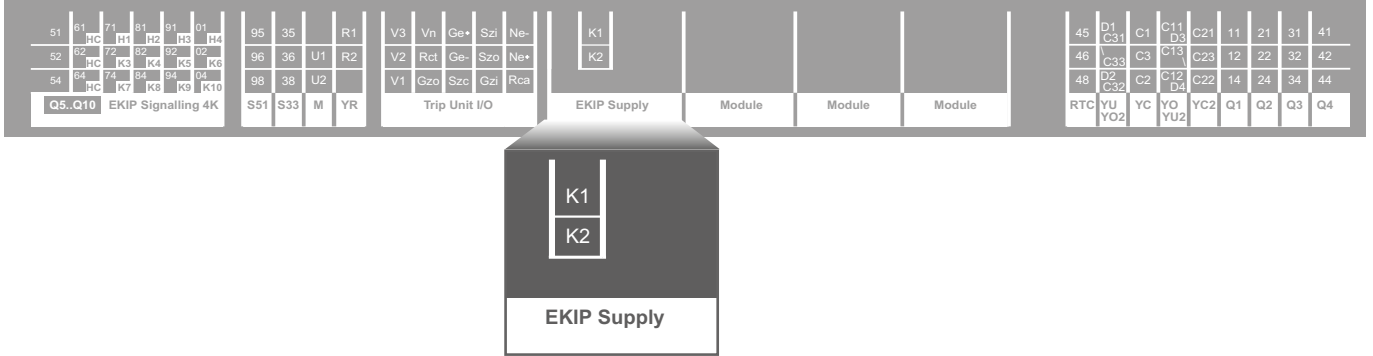 51 61 HC 71 H1 81 H2 91 H3 01 H4 95 35 R1 V3 Vn Ge+ Szi Ne- K1 45 D1 C31 C1 C11 D3 C21 11 21 31 41
52 62 HC 72 K3 82 K4 92 K5 02 K6 96 36 U1 R2 V2 Rct Ge- Szo Ne+ K2 46 \ C33 C3 C13 \ C23 12 22 32 42
54 64 HC 74 K7 84 K8 94 K9 04 K10 98 38 U2 V1 Gzo Szc Gzi Rca 48 D2 C32 C2 C12 D4 C22 14 24 34 44
Q5..Q10 EKIP Signalling 4K S51 S33 M YR Trip Unit I/O EKIP Supply Module Module Module RTC YU YC YO YC2 Q1 Q2 Q3 Q4
YO2 YU2
K1
K2
EKIP Supply